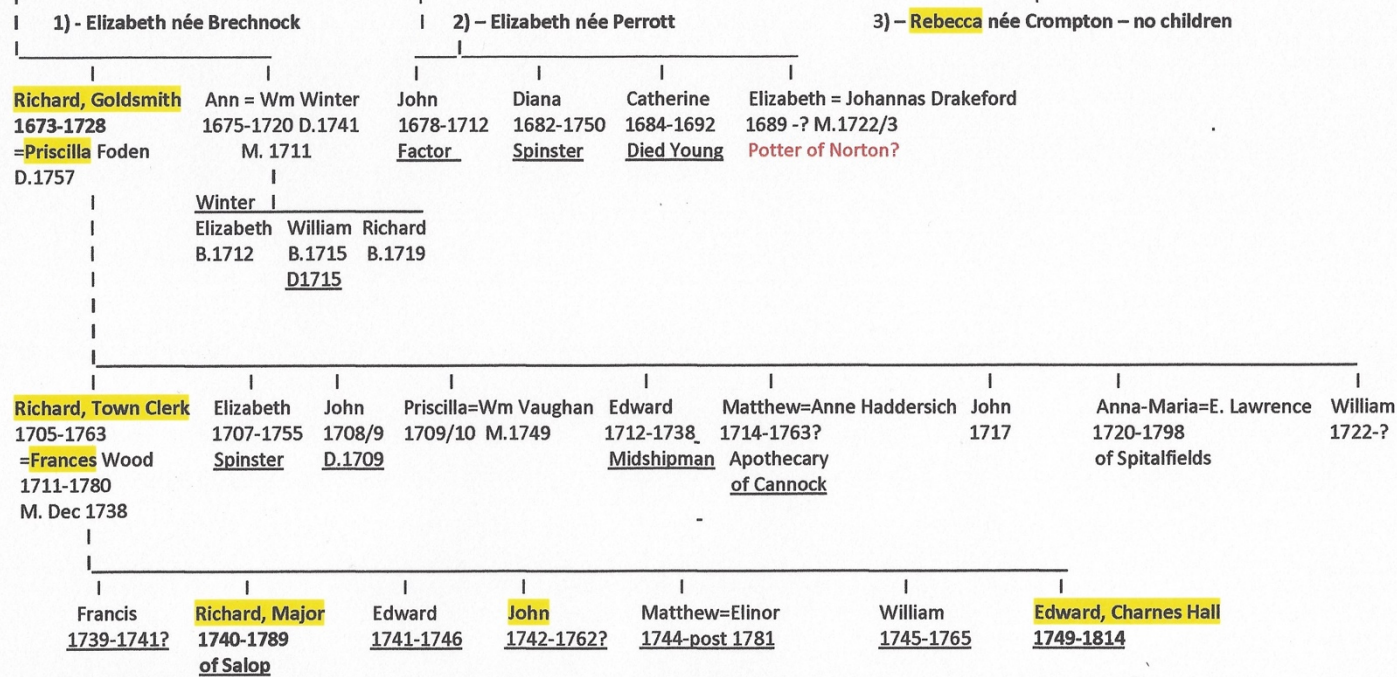 1) - Elizabeth née Brechnock 2) – Elizabeth née Perrott 3) – Rebecca née Crompton – no children
Richard, Goldsmith Ann = Wm Winter John Diana Catherine Elizabeth = Johannas Drakeford
1673-1728 1675-1720 D.1741 1678-1712 1682-1750 1684-1692 1689 -? M.1722/3
=Priscilla Foden M. 1711 Factor Spinster Died Young Potter of Norton?
D.1757
Winter
Elizabeth William Richard
B.1712 B.1715 B.1719
D1715
Richard, Town Clerk Elizabeth John Priscilla=Wm Vaughan Edward Matthew=Anne Haddersich John Anna-Maria=E. Lawrence William
1705-1763 1707-1755 1708/9 1709/10 M.1749 1712-1738 1714-1763? 1717 1720-1798 1722-?
=Frances Wood Spinster D.1709 Midshipman Apothecary of Spitalfields
1711-1780 of Cannock
M. Dec 1738
Francis Richard, Major Edward John Matthew=Elinor William Edward, Charnes Hall
1739-1741? 1740-1789 1741-1746 1742-1762? 1744-post 1781 1745-1765 1749-1814
of Salop